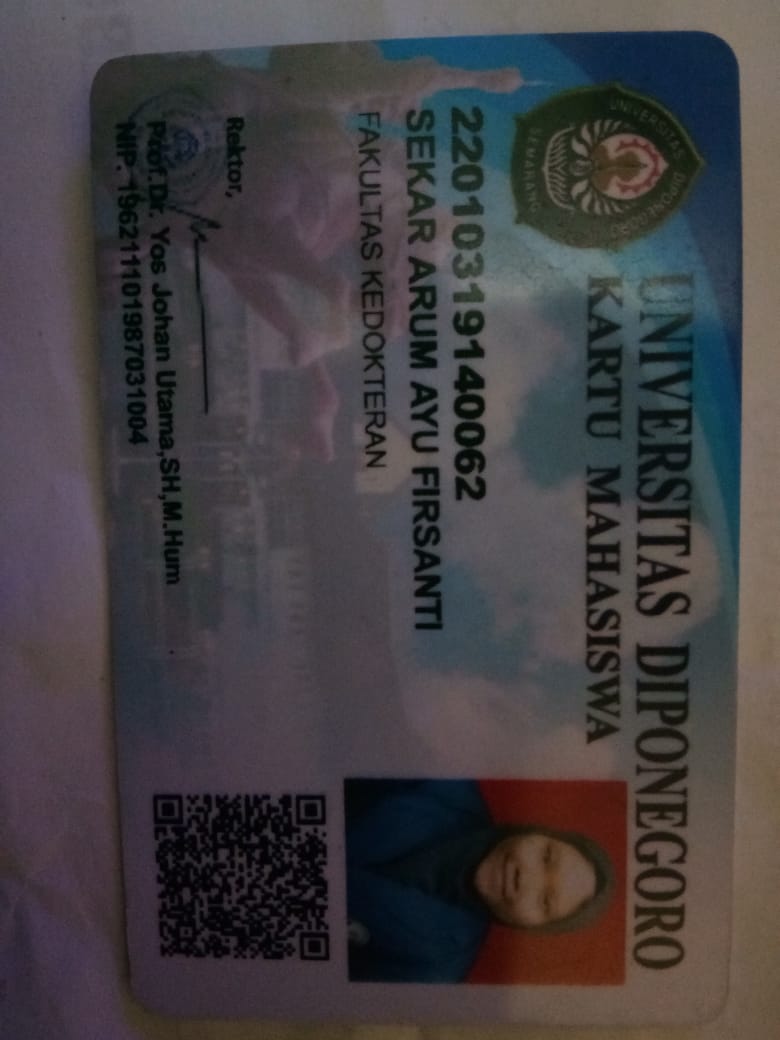 UNIVERSITAS DIPONEGORO
KARTU MAHASISWA
UNIVERSITAS DIPONEGORO
SEMARANG
22010319140062
SEKAR ARUM AYU FIRSANTI
FAKULTAS KEDOKTERAN
Rektor,
Prof.Dr. Yos Johan Utama,SH,M.Hum
NIP. 196211101987031004